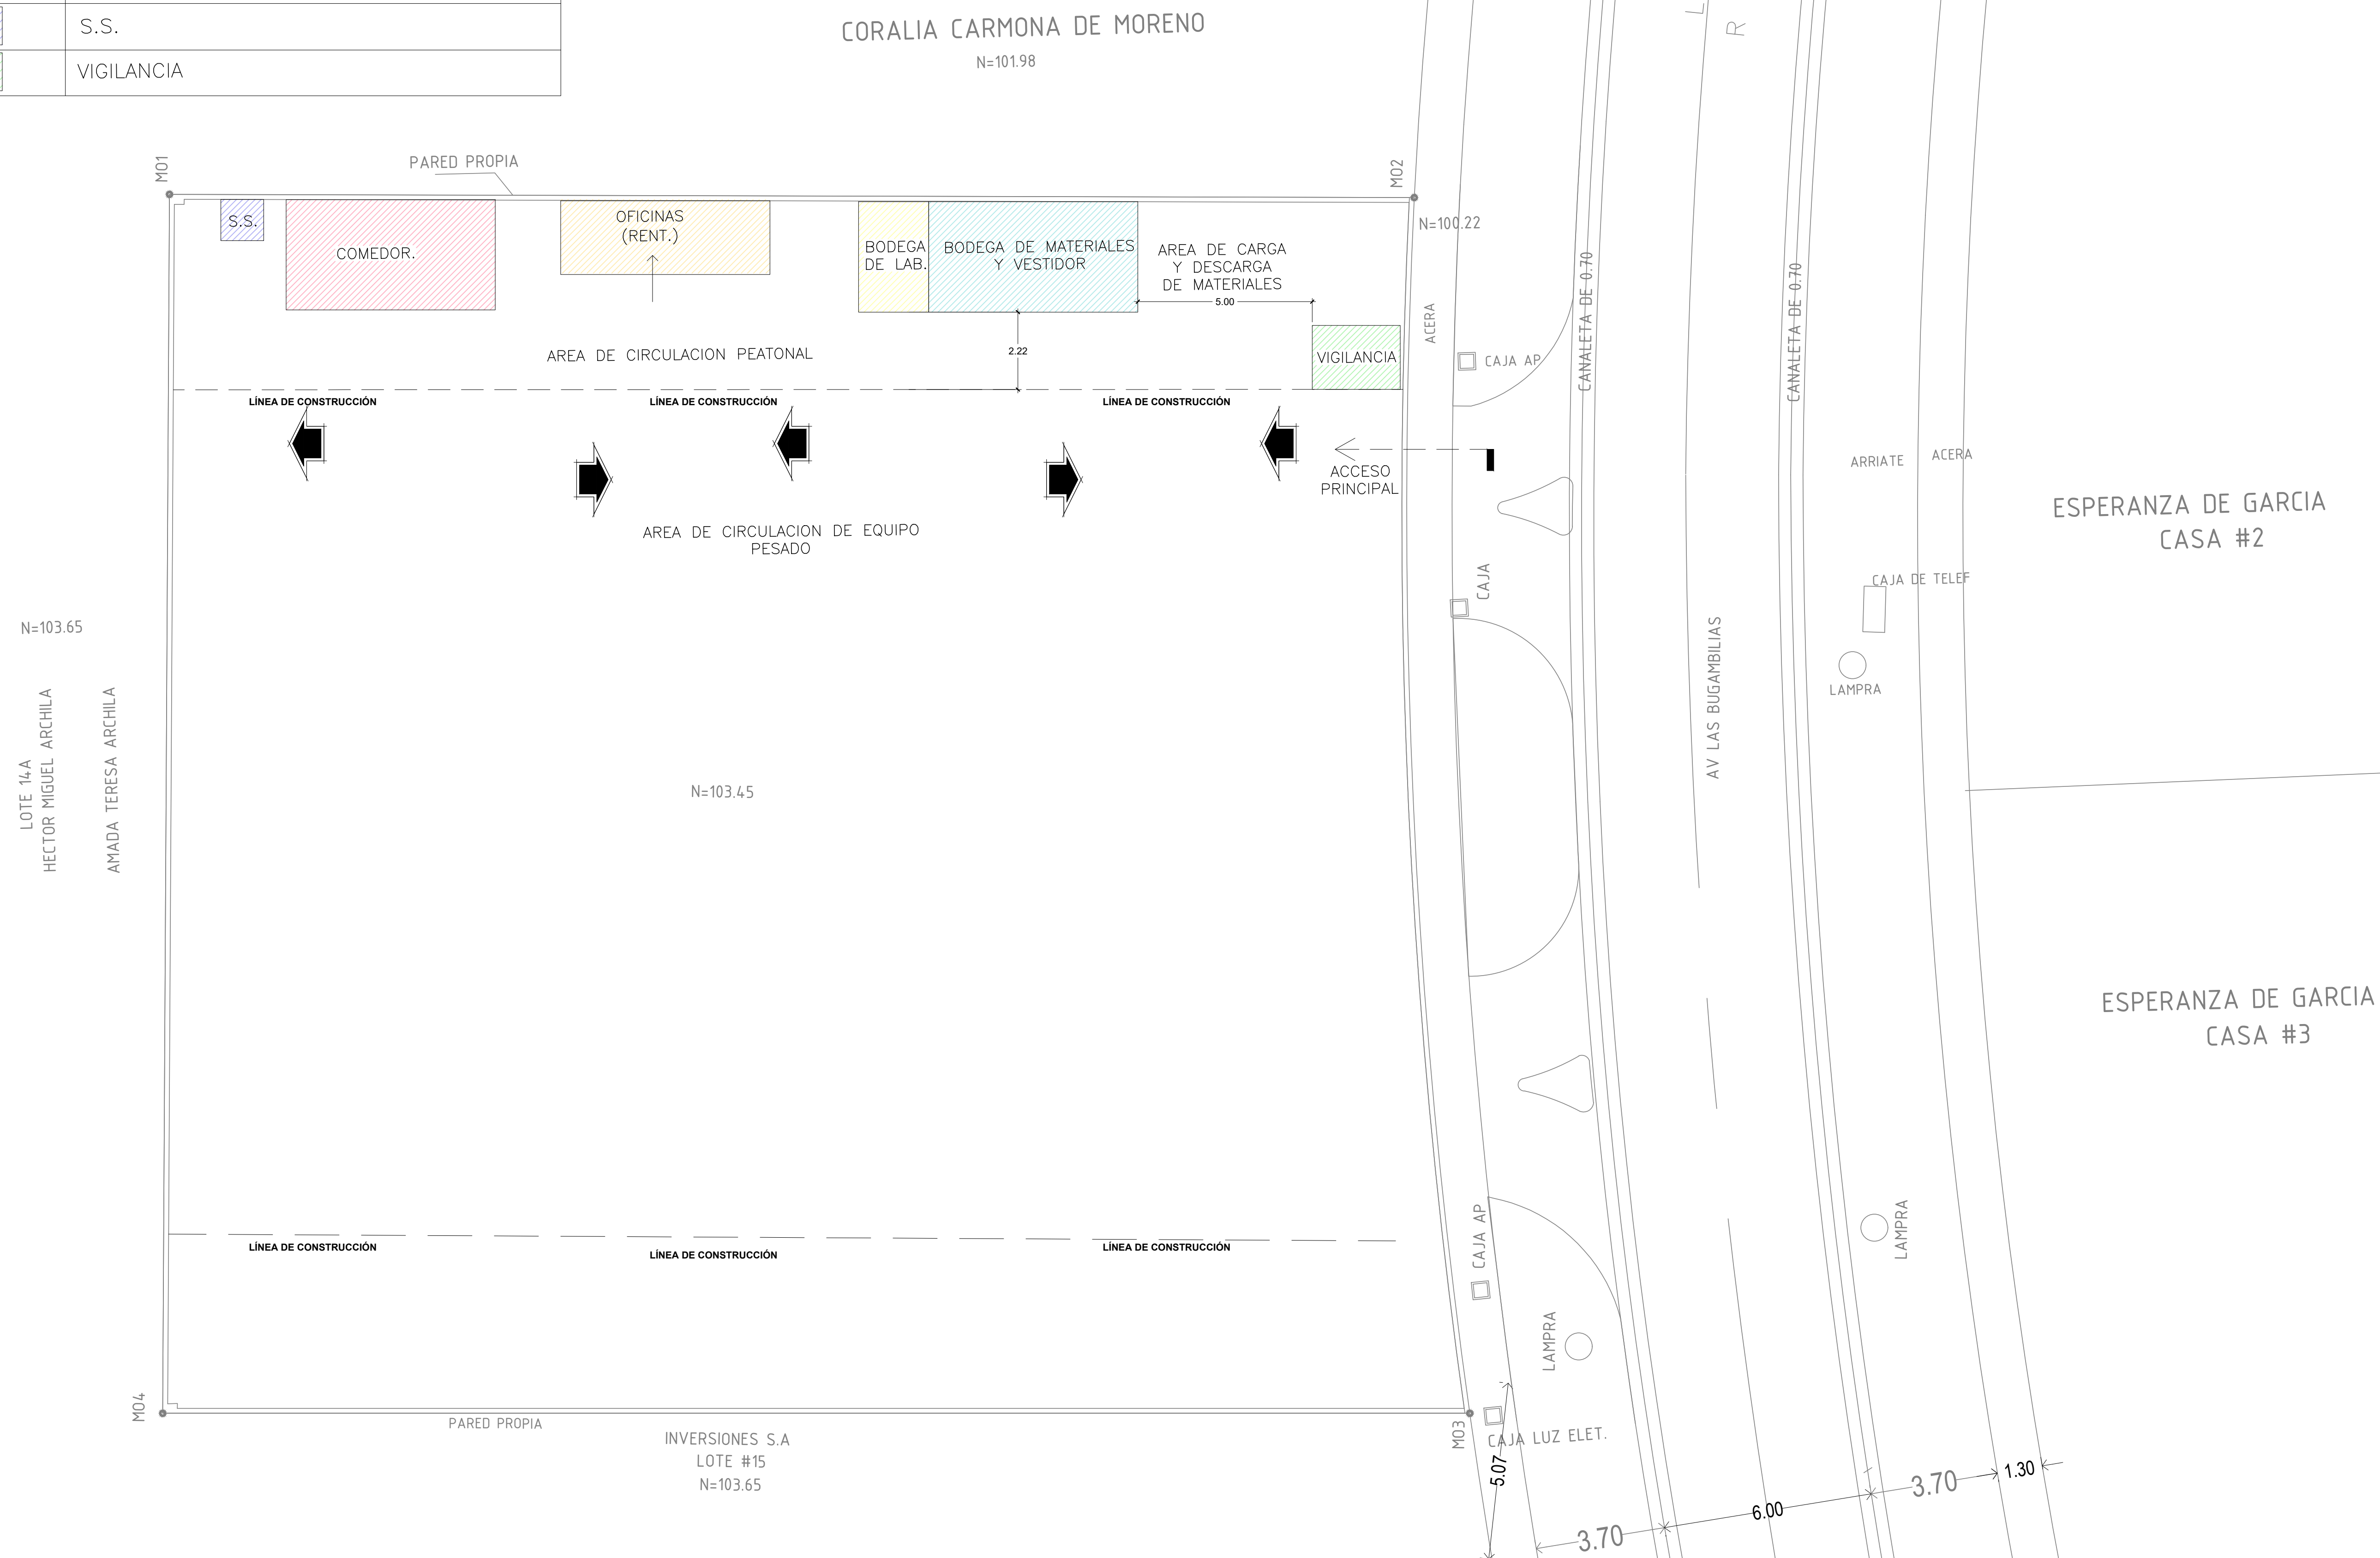 S.S.
VIGILANCIA
CORALIA CARMONA DE MORENO
N=101.98
L
R
M01
PARED PROPIA
M02
N=100.22
S.S.
COMEDOR.
OFICINAS
(RENT.)
BODEGA
DE LAB.
BODEGA DE MATERIALES
Y VESTIDOR
AREA DE CARGA
Y DESCARGA
DE MATERIALES
5.00
2.22
VIGILANCIA
AREA DE CIRCULACION PEATONAL
LÍNEA DE CONSTRUCCIÓN
LÍNEA DE CONSTRUCCIÓN
LÍNEA DE CONSTRUCCIÓN
ACERA
CAJA AP
CANALETA DE 0.70
CANALETA DE 0.70
ACCESO
PRINCIPAL
AREA DE CIRCULACION DE EQUIPO
PESADO
ARRIATE
ACERA
ESPERANZA DE GARCIA
CASA #2
CAJA
CAJA DE TELEF
LAMPRA
AV LAS BUGAMBILIAS
N=103.65
LOTE 14A
HECTOR MIGUEL ARCHILA
AMADA TERESA ARCHILA
N=103.45
ESPERANZA DE GARCIA
CASA #3
LÍNEA DE CONSTRUCCIÓN
LÍNEA DE CONSTRUCCIÓN
LÍNEA DE CONSTRUCCIÓN
CAJA AP
LAMPRA
LAMPRA
M04
PARED PROPIA
M03
INVERSIONES S.A
LOTE #15
N=103.65
CAJA LUZ ELET.
5.07
3.70
6.00
3.70
1.30